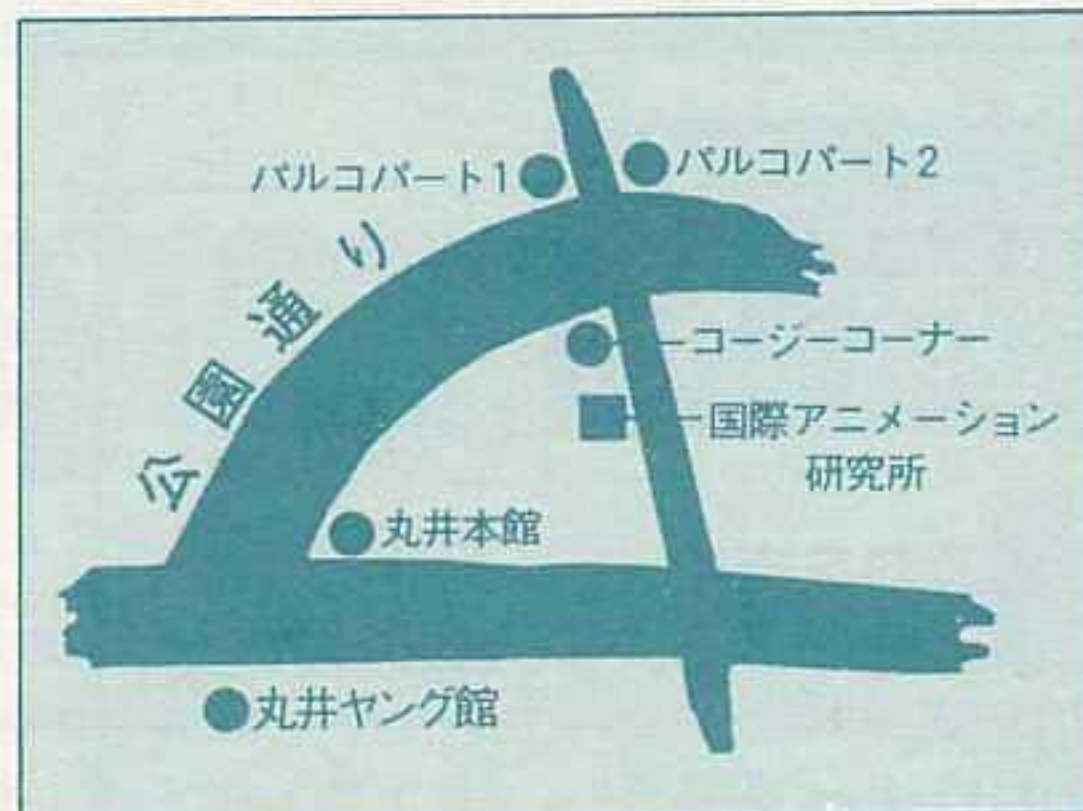 パルコパート1
パルコパート2
公園通り
コージーコーナー
国際アニメーション
研究所
丸井本館
丸井ヤング館